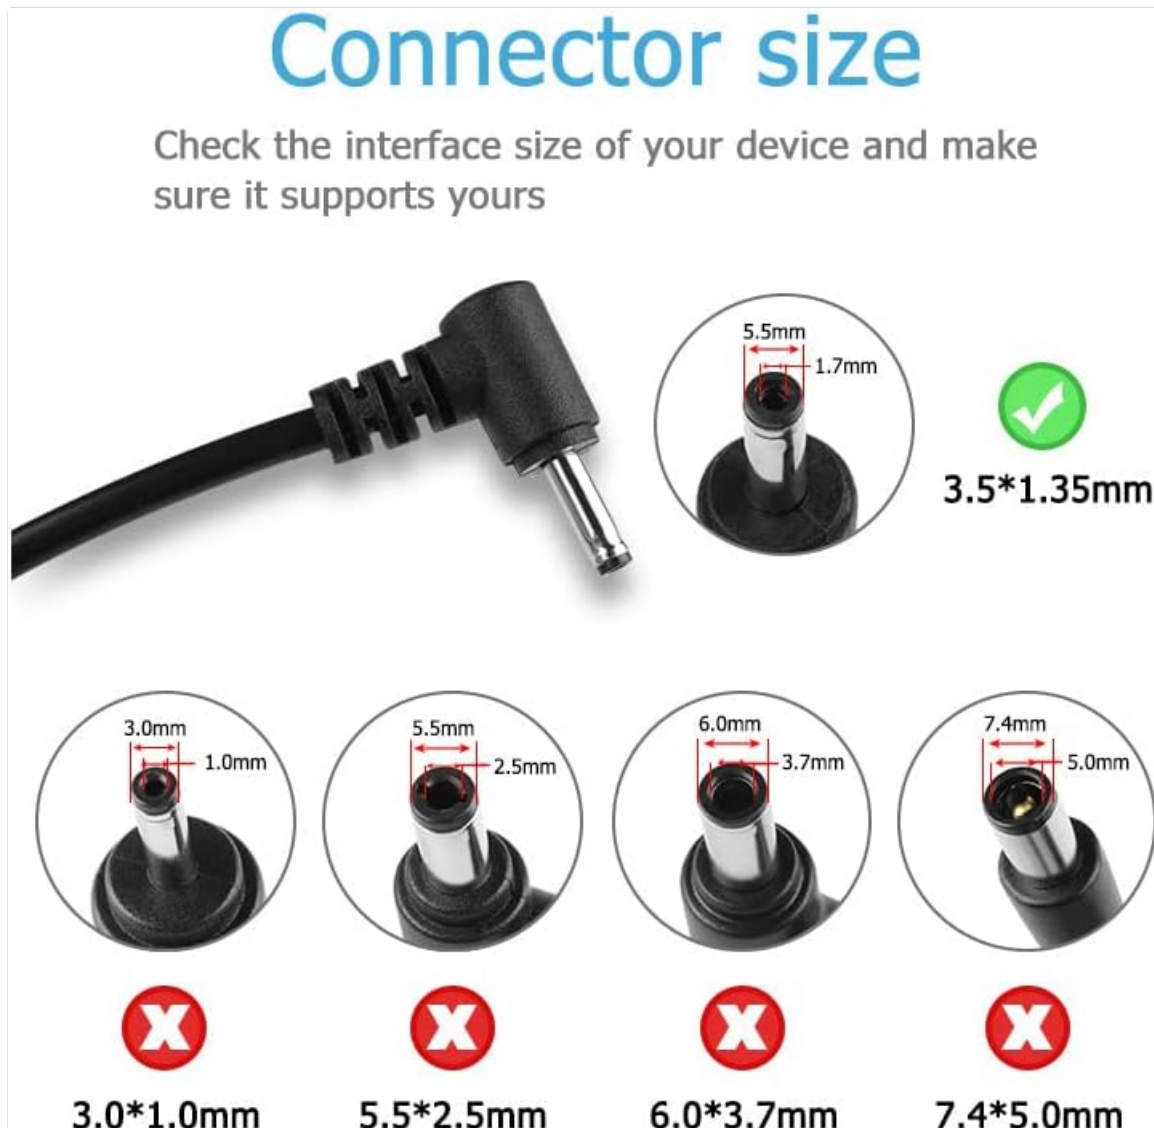 Connector size
Check the interface size of your device and make
sure it supports yours
5.5mm
1.7mm
3.5*1.35mm
3.0mm
1.0mm
5.5mm
2.5mm
6.0mm
3.7mm
7.4mm
5.0mm
3.0*1.0mm
5.5*2.5mm
6.0*3.7mm
7.4*5.0mm